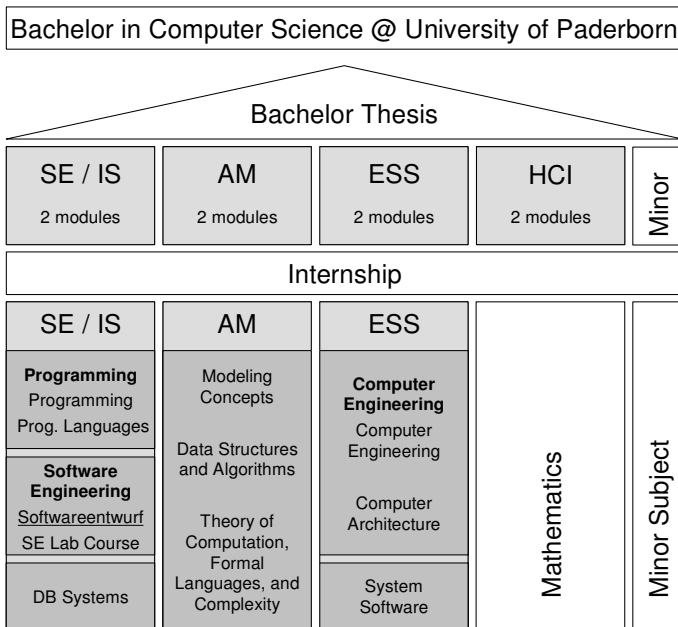 Bachelor in Computer Science @ University of Paderborn
Bachelor Thesis
SE / IS
2 modules
AM
2 modules
ESS
2 modules
HCI
2 modules
Minor
Internship
SE / IS
Programming
Programming
Prog. Languages
Software
Engineering
Softwareentwurf
SE Lab Course
DB Systems
AM
Modeling
Concepts
Data Structures
and Algorithms
Theory of
Computation,
Formal
Languages, and
Complexity
ESS
Computer
Engineering
Computer
Engineering
Computer
Architecture
System
Software
Mathematics
Minor Subject